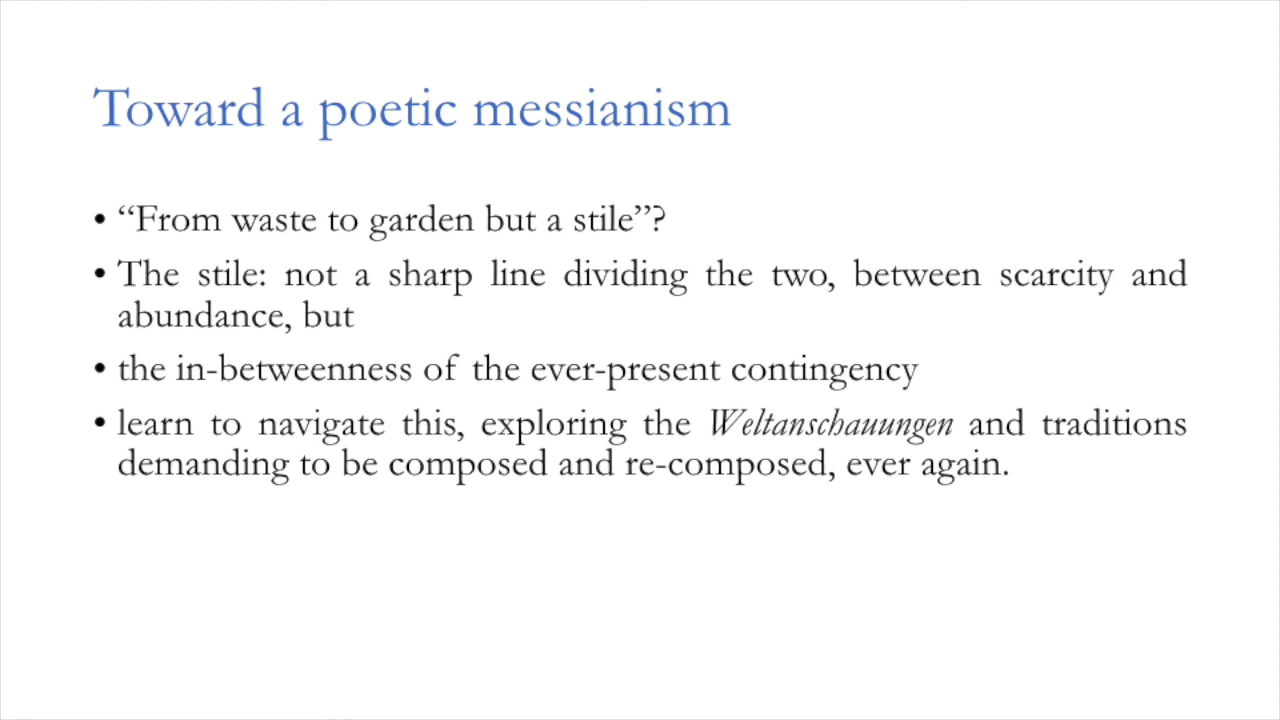 Toward a poetic messianism
• “From waste to garden but a stile”?
• The stile: not a sharp line dividing the two, between scarcity and
abundance, but
• the in-betweenness of the ever-present contingency
• learn to navigate this, exploring the Weltanschauungen and traditions
demanding to be composed and re-composed, ever again.